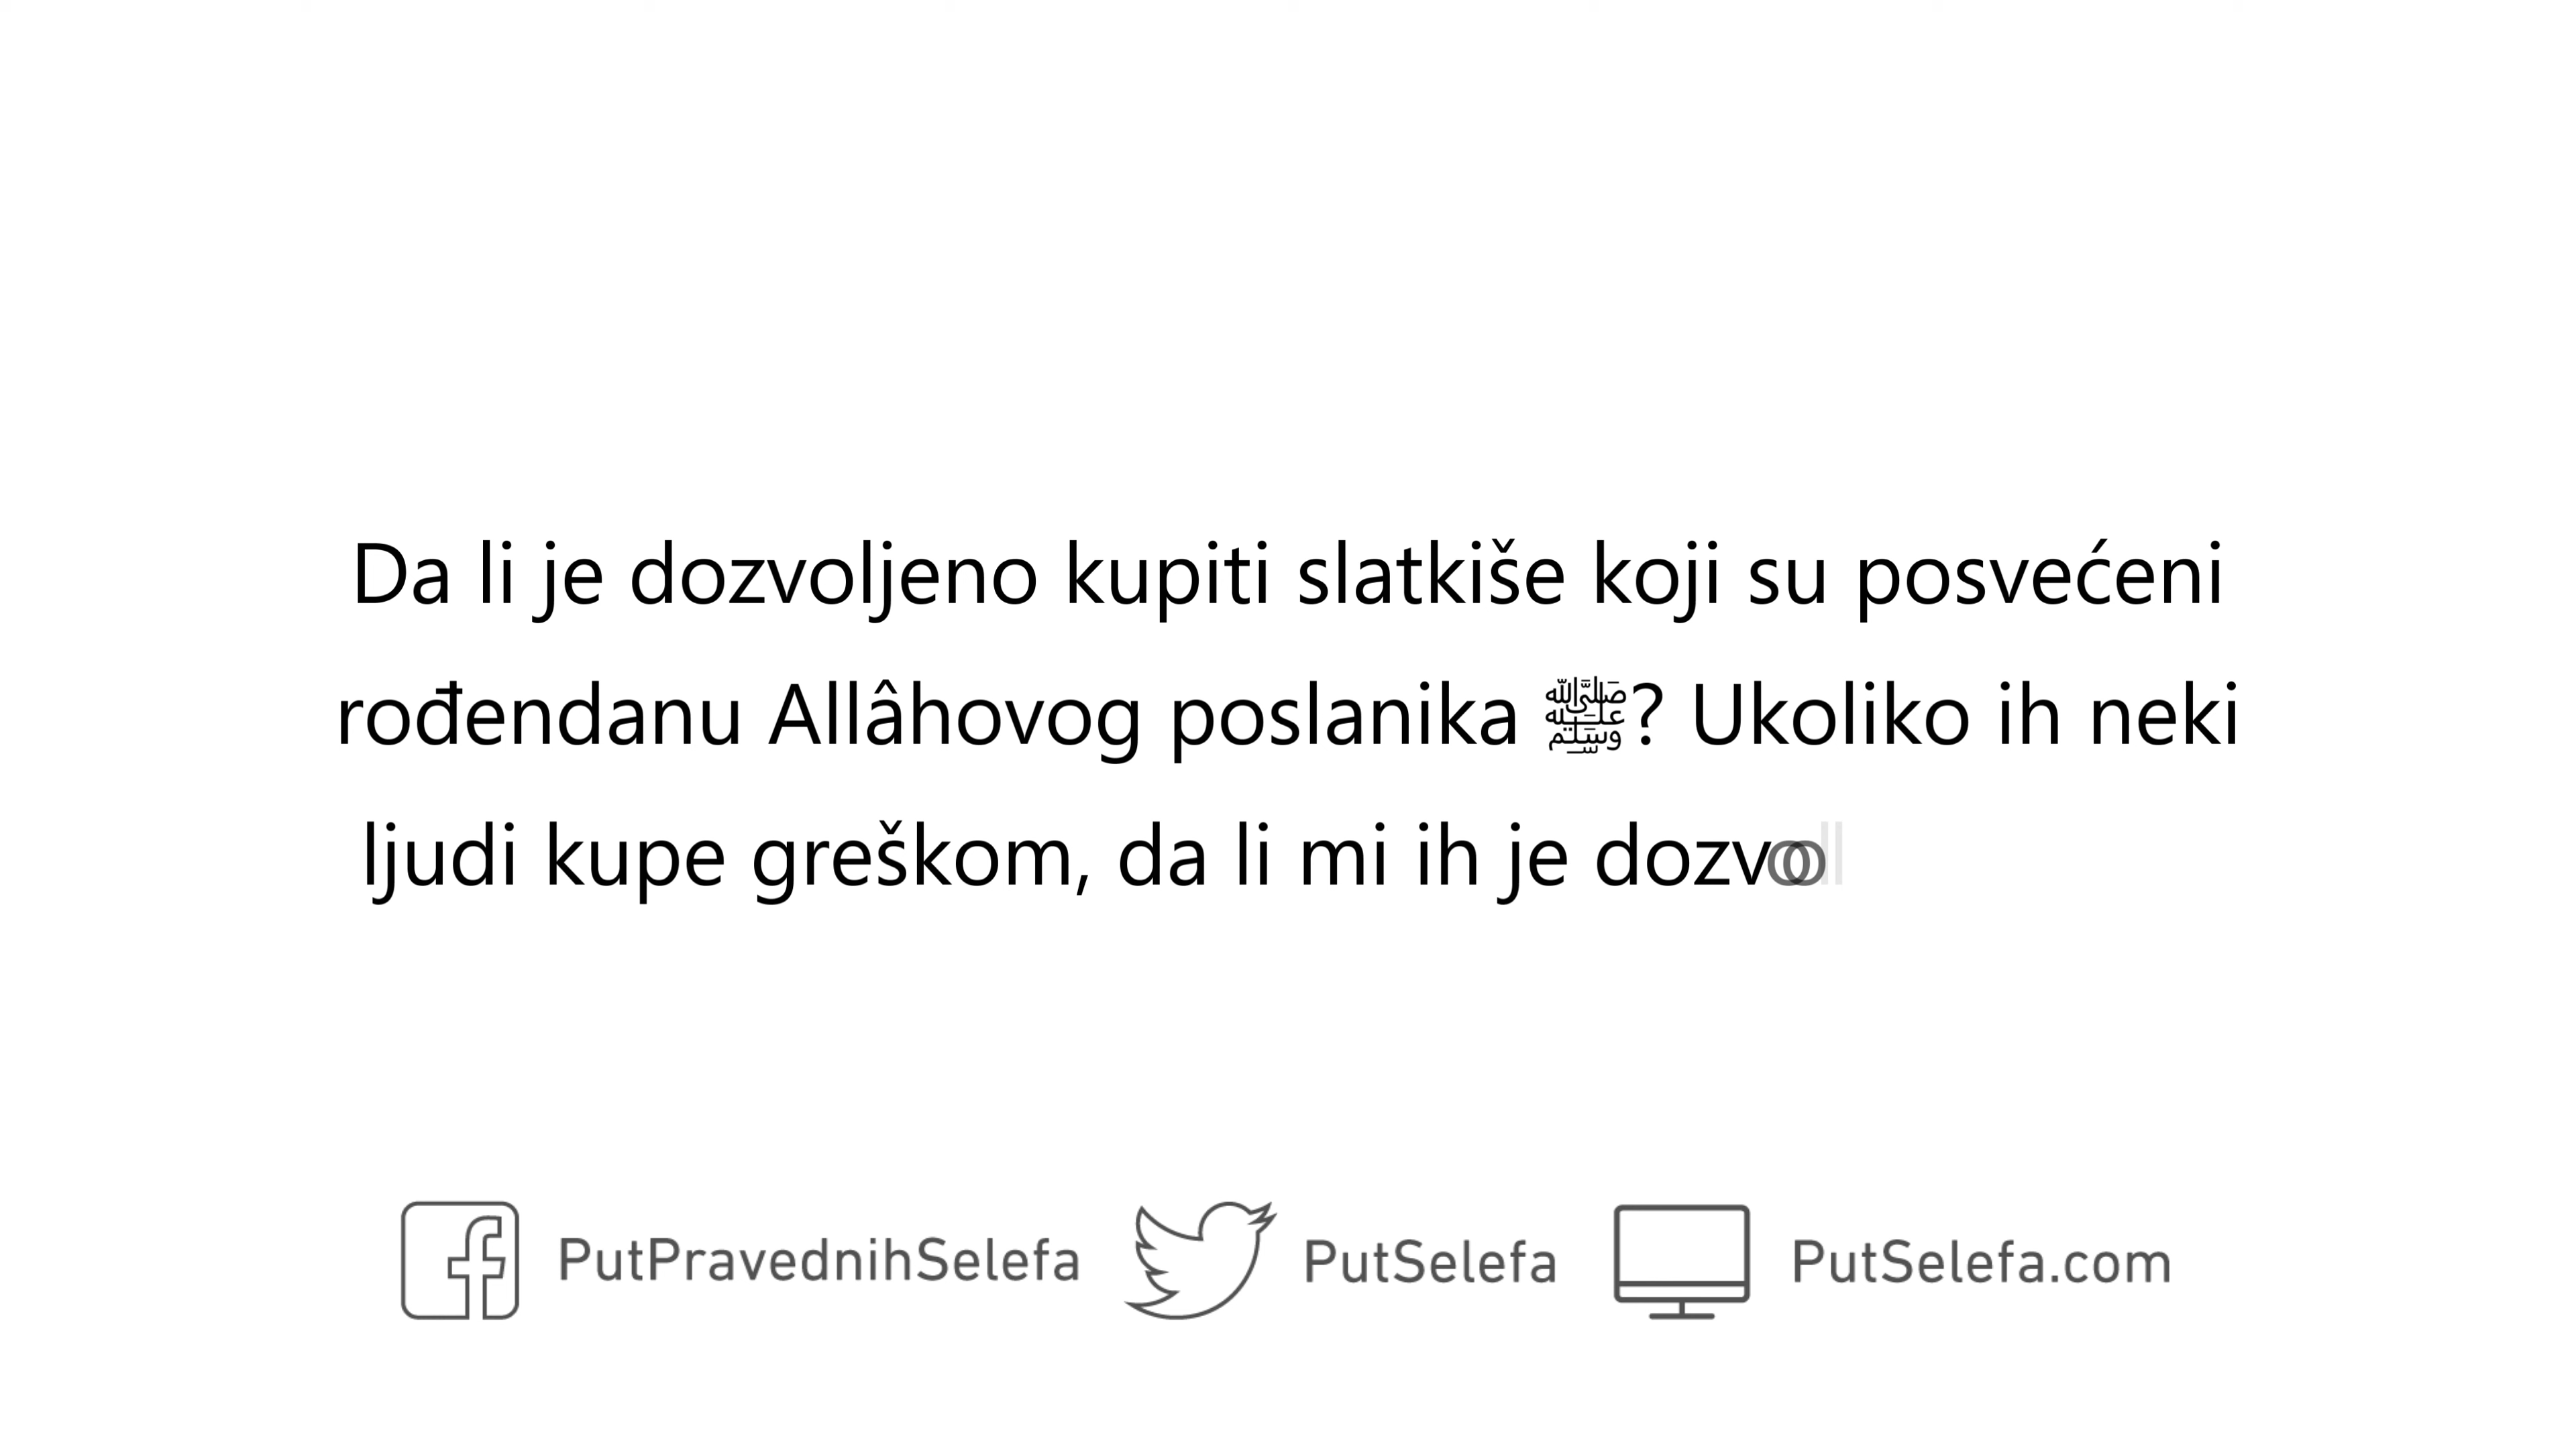 Da li je dozvoljeno kupiti slatkiše koji su posvećeni
rođendanu Allâhovog poslanika ﷺ? Ukoliko ih neki
ljudi kupe greškom, da li mi ih je
PutPravednihSelefa PutSelefa PutSelefa.com